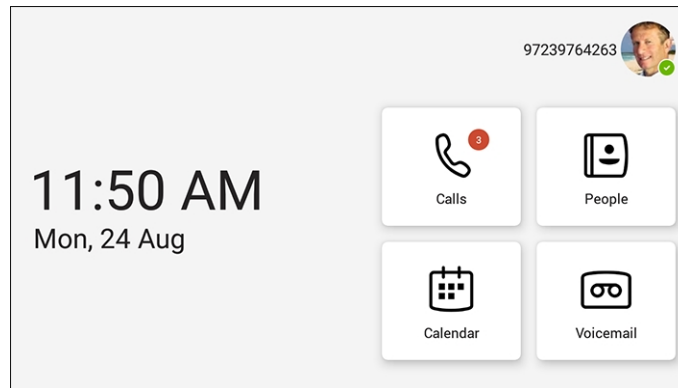 97239764263
3
Calls
People
11:50 AM
Mon, 24 Aug
Calendar
Voicemail